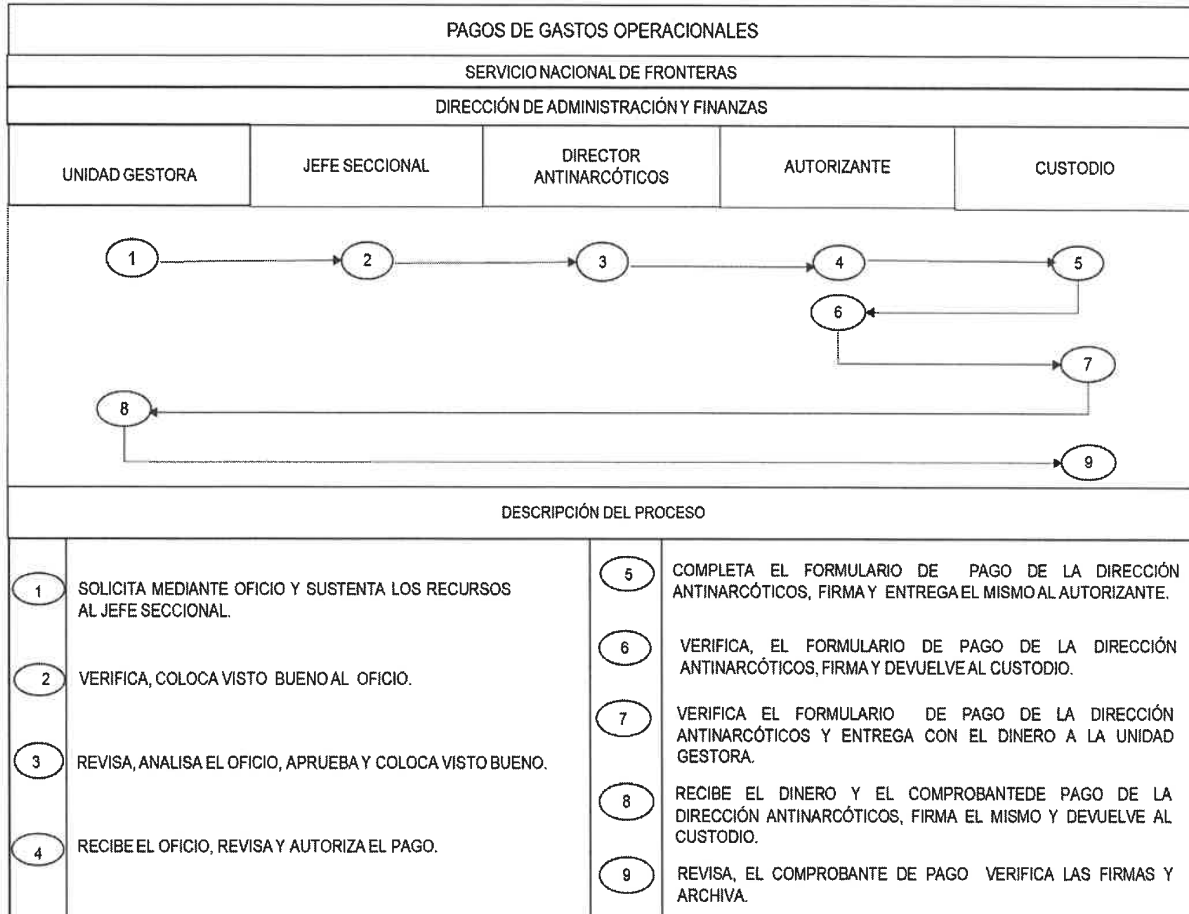 PAGOS DE GASTOS OPERACIONALES
SERVICIO NACIONAL DE FRONTERAS
DIRECCIÓN DE ADMINISTRACIÓN Y FINANZAS
UNIDAD GESTORA
JEFE SECCIONAL
DIRECTOR
ANTINARCÓTICOS
AUTORIZANTE
CUSTODIO
1
2
3
4
5
6
7
8
9
DESCRIPCIÓN DEL PROCESO
1
SOLICITA MEDIANTE OFICIO Y SUSTENTA LOS RECURSOS
AL JEFE SECCIONAL.
2
VERIFICA, COLOCA VISTO BUENO AL OFICIO.
3
REVISA, ANALISA EL OFICIO, APRUEBA Y COLOCA VISTO BUENO.
4
RECIBE EL OFICIO, REVISA Y AUTORIZA EL PAGO.
5
COMPLETA EL FORMULARIO DE PAGO DE LA DIRECCIÓN
ANTINARCÓTICOS, FIRMA Y ENTREGA EL MISMO AL AUTORIZANTE.
6
VERIFICA, EL FORMULARIO DE PAGO DE LA DIRECCIÓN
ANTINARCÓTICOS, FIRMA Y DEVUELVE AL CUSTODIO.
7
VERIFICA EL FORMULARIO DE PAGO DE LA DIRECCIÓN
ANTINARCÓTICOS Y ENTREGA CON EL DINERO A LA UNIDAD
GESTORA.
8
RECIBE EL DINERO Y EL COMPROBANTEDE PAGO DE LA
DIRECCIÓN ANTINARCÓTICOS, FIRMA EL MISMO Y DEVUELVE AL
CUSTODIO.
9
REVISA, EL COMPROBANTE DE PAGO VERIFICA LAS FIRMAS Y
ARCHIVA.